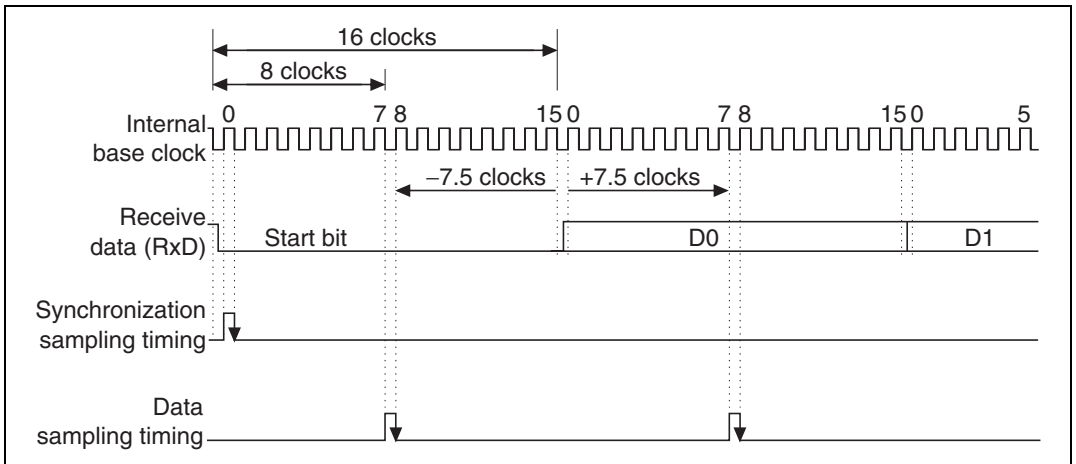 16 clocks
8 clocks
0 7 8 15 0 7 8 15 0 5
Internal
base clock
–7.5 clocks +7.5 clocks
Receive
data (RxD)
Start bit D0 D1
Synchronization
sampling timing
Data
sampling timing